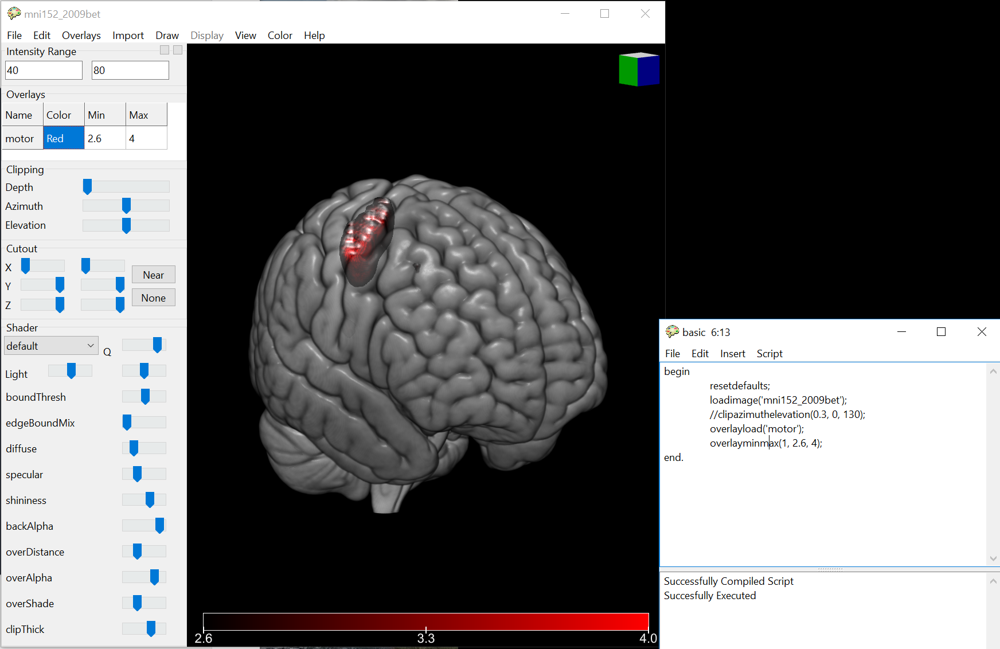 mni152_2009bet
File Edit Overlays Import Draw Display View Color Help
Intensity Range
40 80
Overlays
Name Color Min Max
motor Red 2.6 4
Clipping
Depth
Azimuth
Elevation
Cutout
X
Near
Y
None
Z
Shader
default Q
Light
boundThresh
edgeBoundMix
diffuse
specular
shininess
backAlpha
overDistance
overAlpha
overShade
clipThick
2.6 3.3 4.0
basic 6:13
File Edit Insert Script
begin
resetdefaults;
loadimage('mni152_2009bet');
//clipazimuthelevation(0.3, 0, 130);
overlayload('motor');
overlayminmax(1, 2.6, 4);
end.
Successfully Compiled Script
Succesfully Executed